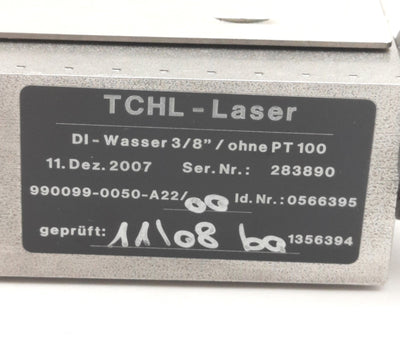 TCHL - Laser
DI - Wasser 3/8" / ohne PT 100
11. Dez. 2007 Ser. Nr.: 283890
990099-0050-A22/00 Id. Nr.: 0566395
geprüft: 11/08 ba 1356394